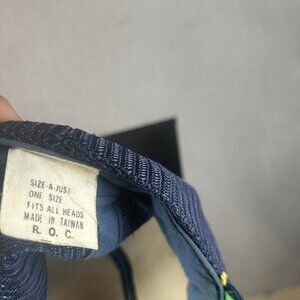 SIZE-A-JUST
ONE SIZE
FITS ALL HEADS
MADE IN TAIWAN
R. O. C.